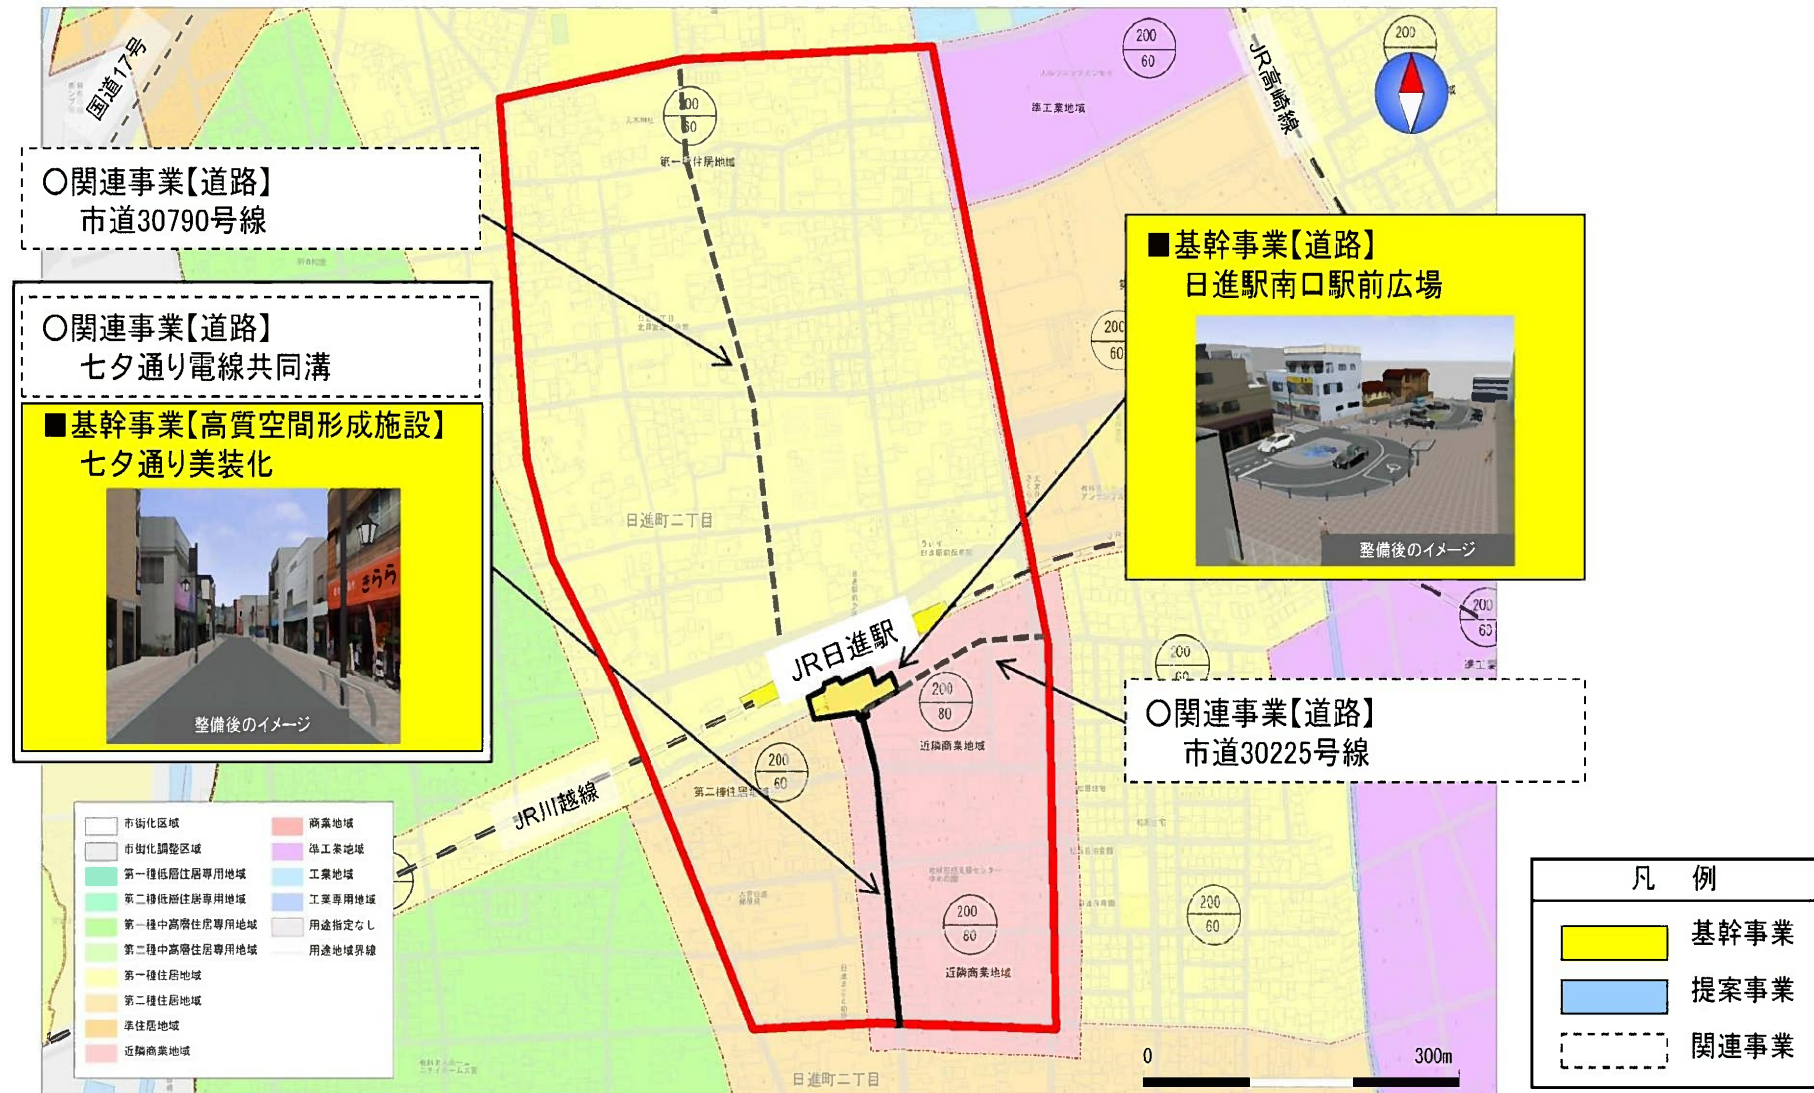 国道17号
200
60
準工業地域
JR高崎線
200
200
60
第一種住居地域
〇関連事業【道路】
市道30790号線
〇関連事業【道路】
七夕通り電線共同溝
■基幹事業【高質空間形成施設】
七夕通り美装化
きらら
整備後のイメージ
■基幹事業【道路】
日進駅南口駅前広場
整備後のイメージ
200
60
日進町二丁目
JR日進駅
200
60
200
60
〇関連事業【道路】
市道30225号線
200
80
近隣商業地域
200
60
第二種住居地域
JR川越線
200
80
近隣商業地域
200
60
日進町二丁目
市街化区域
市街化調整区域
第一種低層住居専用地域
第二種低層住居専用地域
第一種中高層住居専用地域
第二種中高層住居専用地域
第一種住居地域
第二種住居地域
準住居地域
近隣商業地域
商業地域
準工業地域
工業地域
工業専用地域
用途指定なし
用途地域界線
0 300m
凡 例
基幹事業
提案事業
関連事業